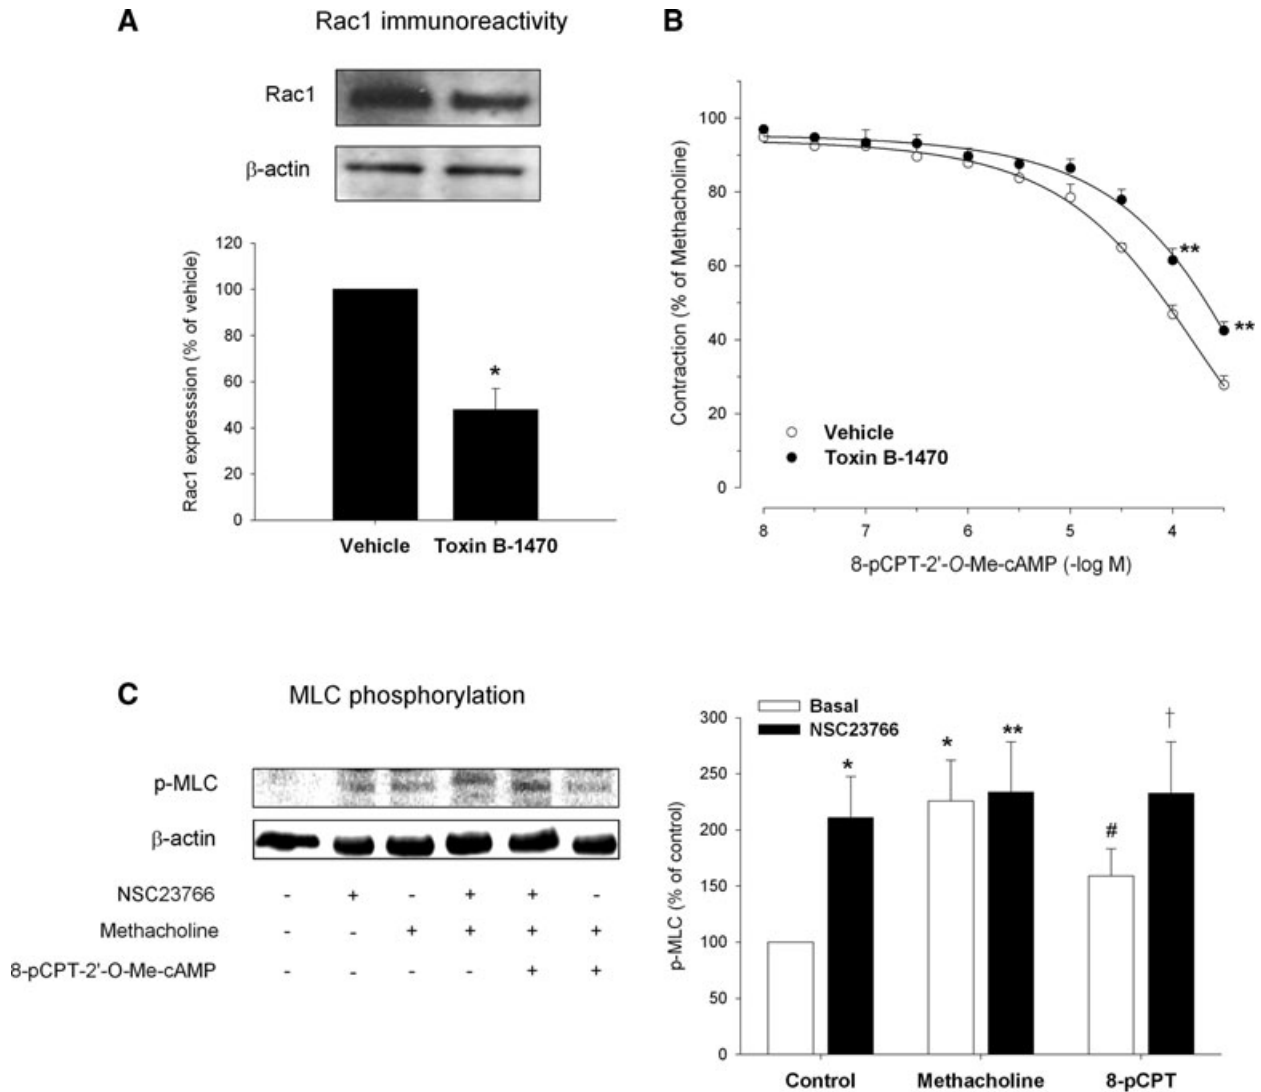 A
Rac1 immunoreactivity
Rac1
β-actin
Rac1 expresssion (% of vehicle)
120
100
80
60
40
20
0
*
Vehicle Toxin B-1470
B
Contraction (% of Methacholine)
100
80
60
40
20
0
**
**
Vehicle
Toxin B-1470
8 7 6 5 4
8-pCPT-2'-O-Me-cAMP (-log M)
C
MLC phosphorylation
p-MLC
β-actin
NSC23766 - + - + + -
Methacholine - - + + + +
8-pCPT-2'-O-Me-cAMP - - - - + +
p-MLC (% of control)
300
250
200
150
100
50
0
Basal
NSC23766
*
*
**
#
†
Control Methacholine 8-pCPT